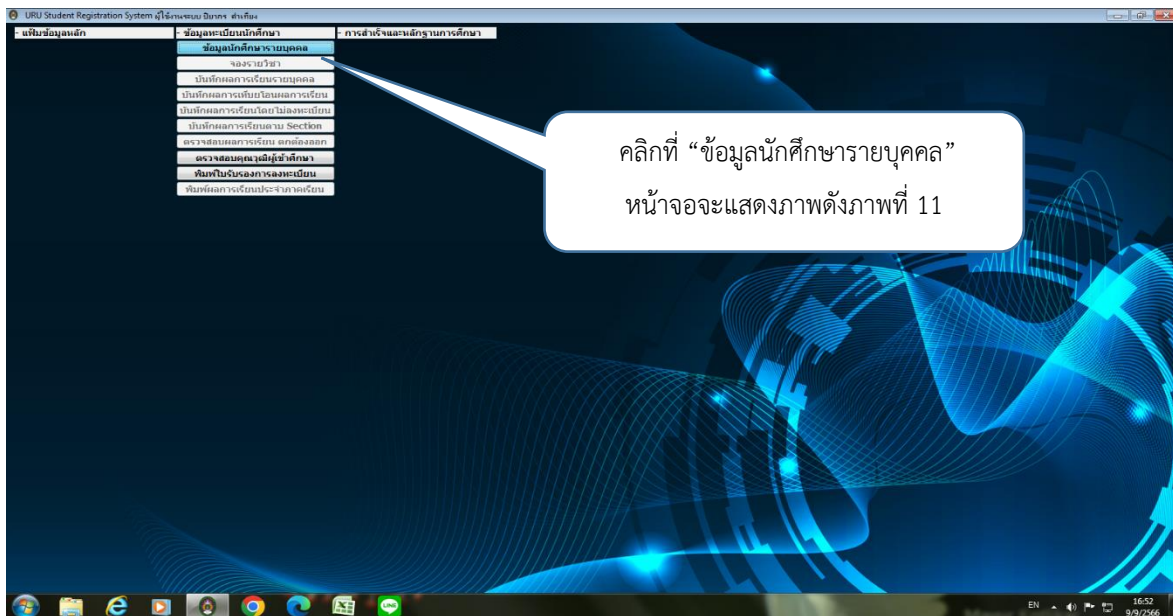 URU Student Registration System ผู้ใช้งานระบบ ปิยากร ต่ำเกียง
- แฟ้มข้อมูลหลัก
- ข้อมูลทะเบียนนักศึกษา
- การสำเร็จและหลักฐานการศึกษา
ข้อมูลนักศึกษารายบุคคล
จองรายวิชา
บันทึกผลการเรียนรายบุคคล
บันทึกผลการเทียบโอนผลการเรียน
บันทึกผลการเรียนโดยไม่ลงทะเบียน
บันทึกผลการเรียนตาม Section
ตรวจสอบผลการเรียน ตกต้องออก
ตรวจสอบคุณวุฒิผู้เข้าศึกษา
พิมพ์ใบรับรองการลงทะเบียน
พิมพ์ผลการเรียนประจำภาคเรียน
คลิกที่ “ข้อมูลนักศึกษารายบุคคล”
หน้าจอจะแสดงภาพดังภาพที่ 11
LINE
EN
16:52
9/9/2566